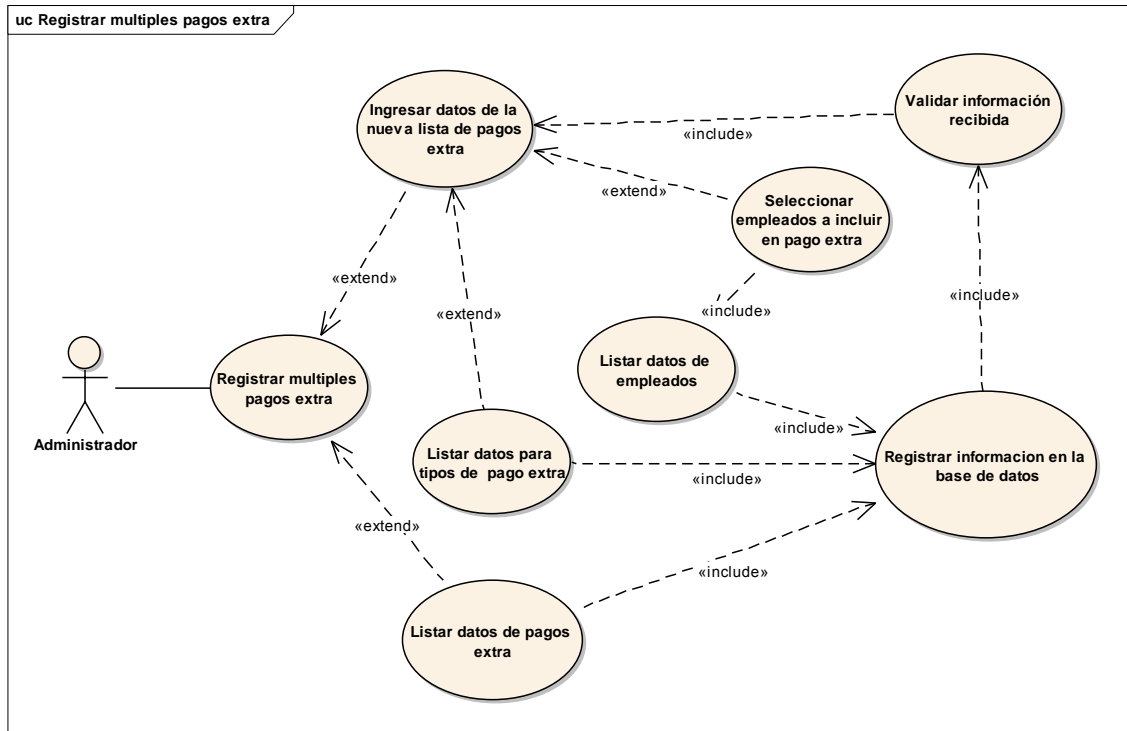 uc Registrar multiples pagos extra
Ingresar datos de la
nueva lista de pagos
extra
Validar información
recibida
«include»
«extend»
Seleccionar
empleados a incluir
en pago extra
«extend»
«include»
«include»
«extend»
Listar datos de
empleados
Registrar multiples
pagos extra
Administrador
«include»
Listar datos para
tipos de pago extra
Registrar informacion en la
base de datos
«include»
«extend»
«include»
Listar datos de pagos
extra